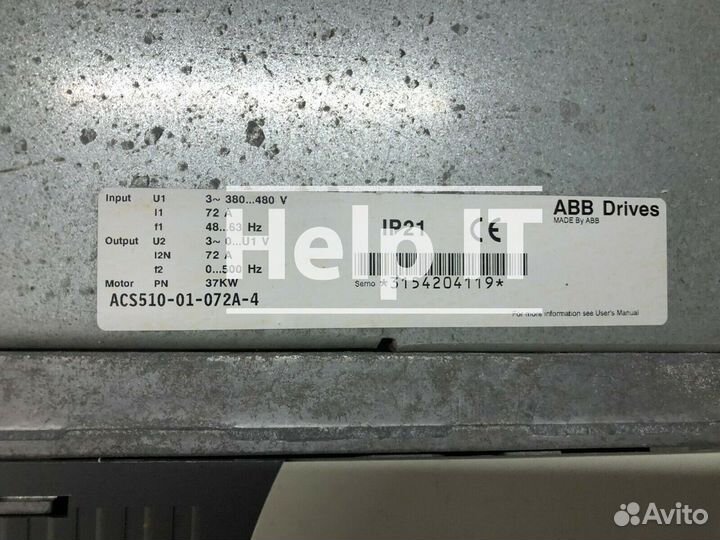 Input U1 3~ 380...480 V
I1 72 A
f1 48...63 Hz
Output U2 3~ 0...U1 V
I2N 72 A
f2 0...500 Hz
Motor PN 37KW
ACS510-01-072A-4
IP21 CE
Semo *3154204119*
ABB Drives
MADE By ABB
For more information see User's Manual
Help IT
Avito